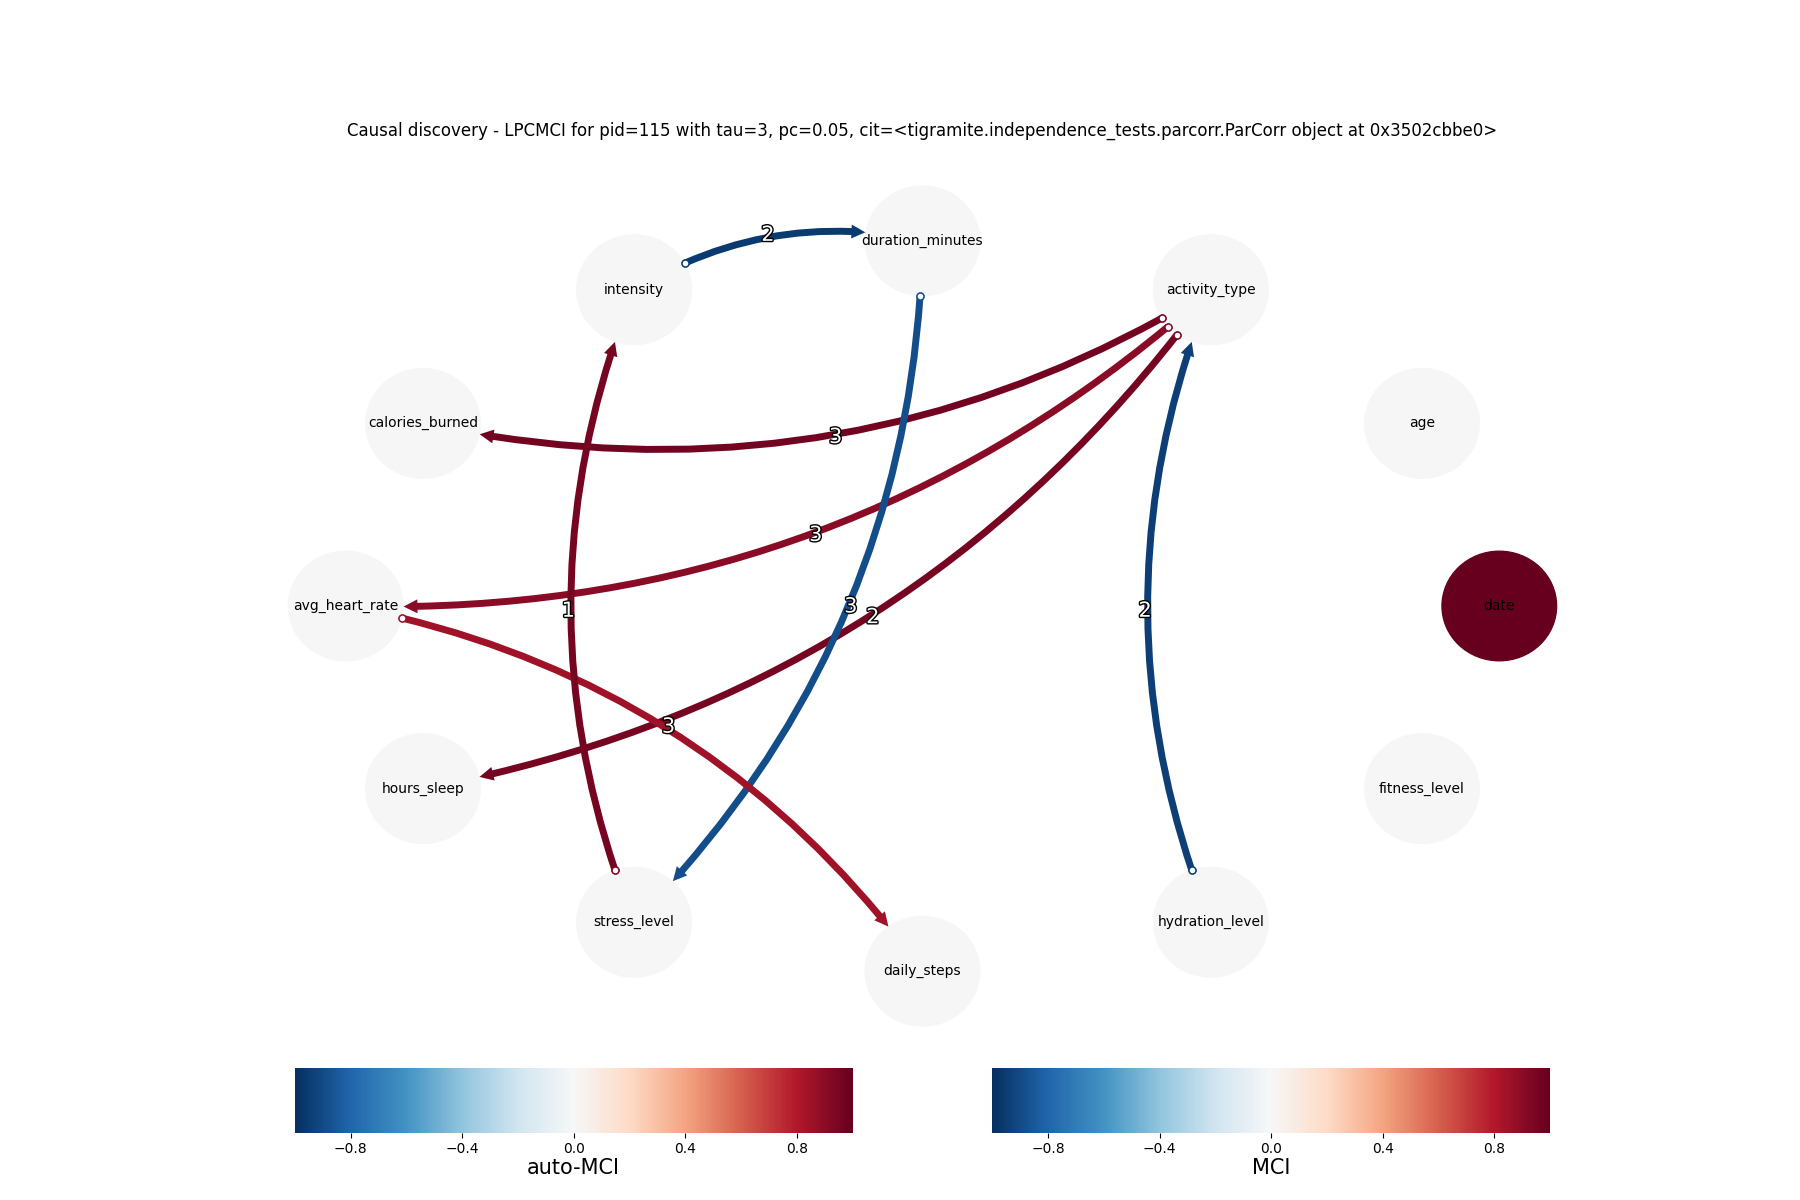 Causal discovery - LPCMCI for pid=115 with tau=3, pc=0.05, cit=<tigramite.independence_tests.parcorr.ParCorr object at 0x3502cbbe0>
2
duration_minutes
intensity
activity_type
calories_burned
3
age
3
avg_heart_rate
1
3
2
2
date
3
hours_sleep
fitness_level
stress_level
hydration_level
daily_steps
−0.8 −0.4 0.0 0.4 0.8
auto-MCI
−0.8 −0.4 0.0 0.4 0.8
MCI